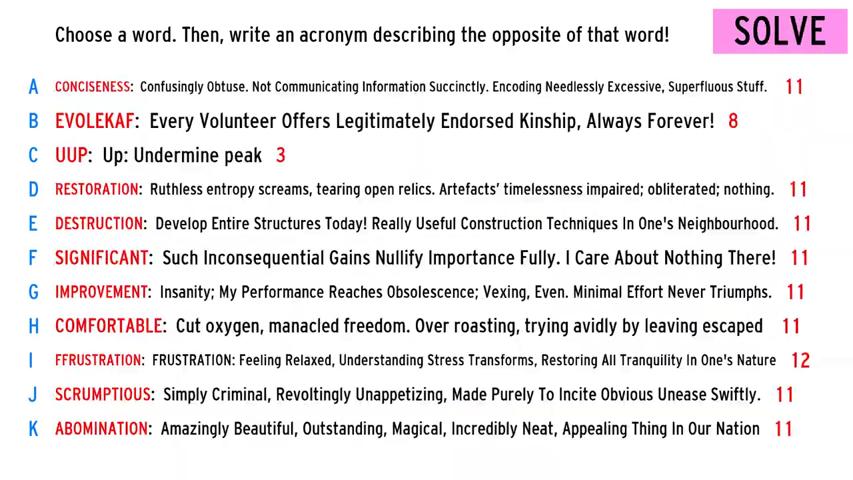 Choose a word. Then, write an acronym describing the opposite of that word!
SOLVE
A CONCISENESS: Confusingly Obtuse. Not Communicating Information Succinctly. Encoding Needlessly Excessive, Superfluous Stuff. 11
B EVOLEKAF: Every Volunteer Offers Legitimately Endorsed Kinship, Always Forever! 8
C UUP: Up: Undermine peak 3
D RESTORATION: Ruthless entropy screams, tearing open relics. Artefacts' timelessness impaired; obliterated; nothing. 11
E DESTRUCTION: Develop Entire Structures Today! Really Useful Construction Techniques In One's Neighbourhood. 11
F SIGNIFICANT: Such Inconsequential Gains Nullify Importance Fully. I Care About Nothing There! 11
G IMPROVEMENT: Insanity; My Performance Reaches Obsolescence; Vexing, Even. Minimal Effort Never Triumphs. 11
H COMFORTABLE: Cut oxygen, manacled freedom. Over roasting, trying avidly by leaving escaped 11
I FFRUSTRATION: FRUSTRATION: Feeling Relaxed, Understanding Stress Transforms, Restoring All Tranquility In One's Nature 12
J SCRUMPTIOUS: Simply Criminal, Revoltingly Unappetizing, Made Purely To Incite Obvious Unease Swiftly. 11
K ABOMINATION: Amazingly Beautiful, Outstanding, Magical, Incredibly Neat, Appealing Thing In Our Nation 11